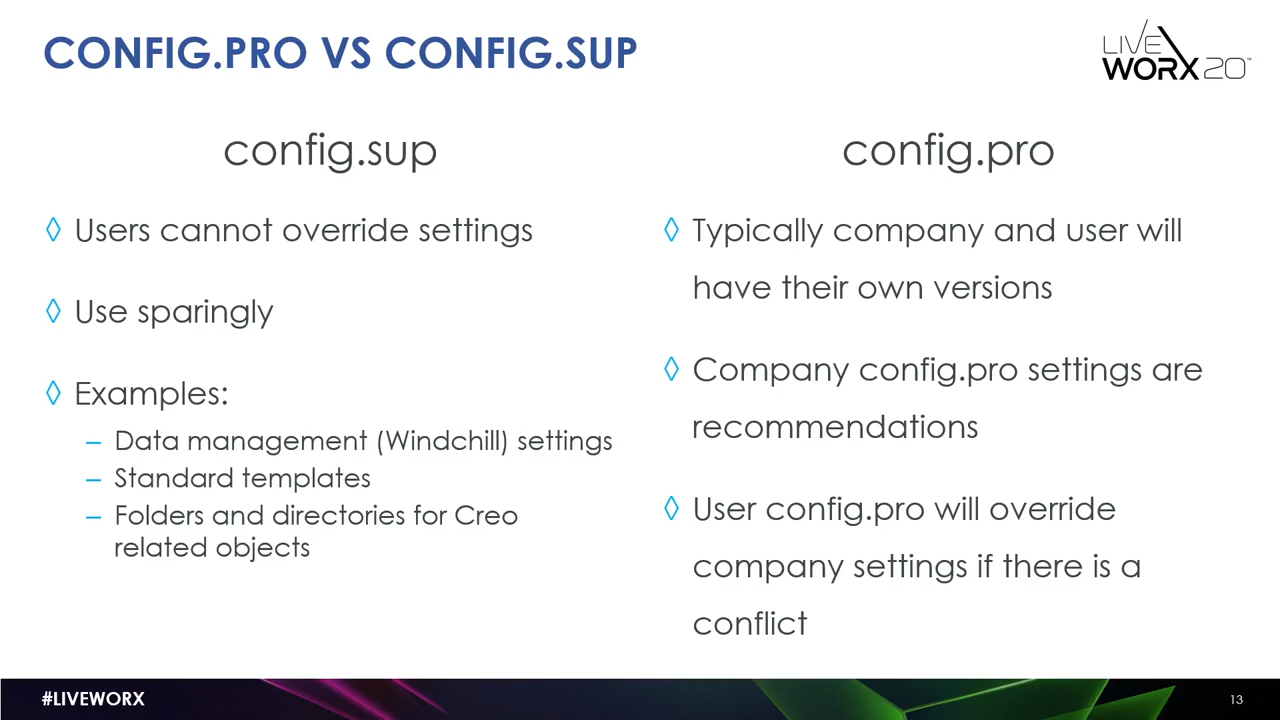 CONFIG.PRO VS CONFIG.SUP
LIVE
WORX 20™
config.sup
Users cannot override settings
Use sparingly
Examples:
– Data management (Windchill) settings
– Standard templates
– Folders and directories for Creo
related objects
config.pro
Typically company and user will
have their own versions
Company config.pro settings are
recommendations
User config.pro will override
company settings if there is a
conflict
#LIVEWORX
13